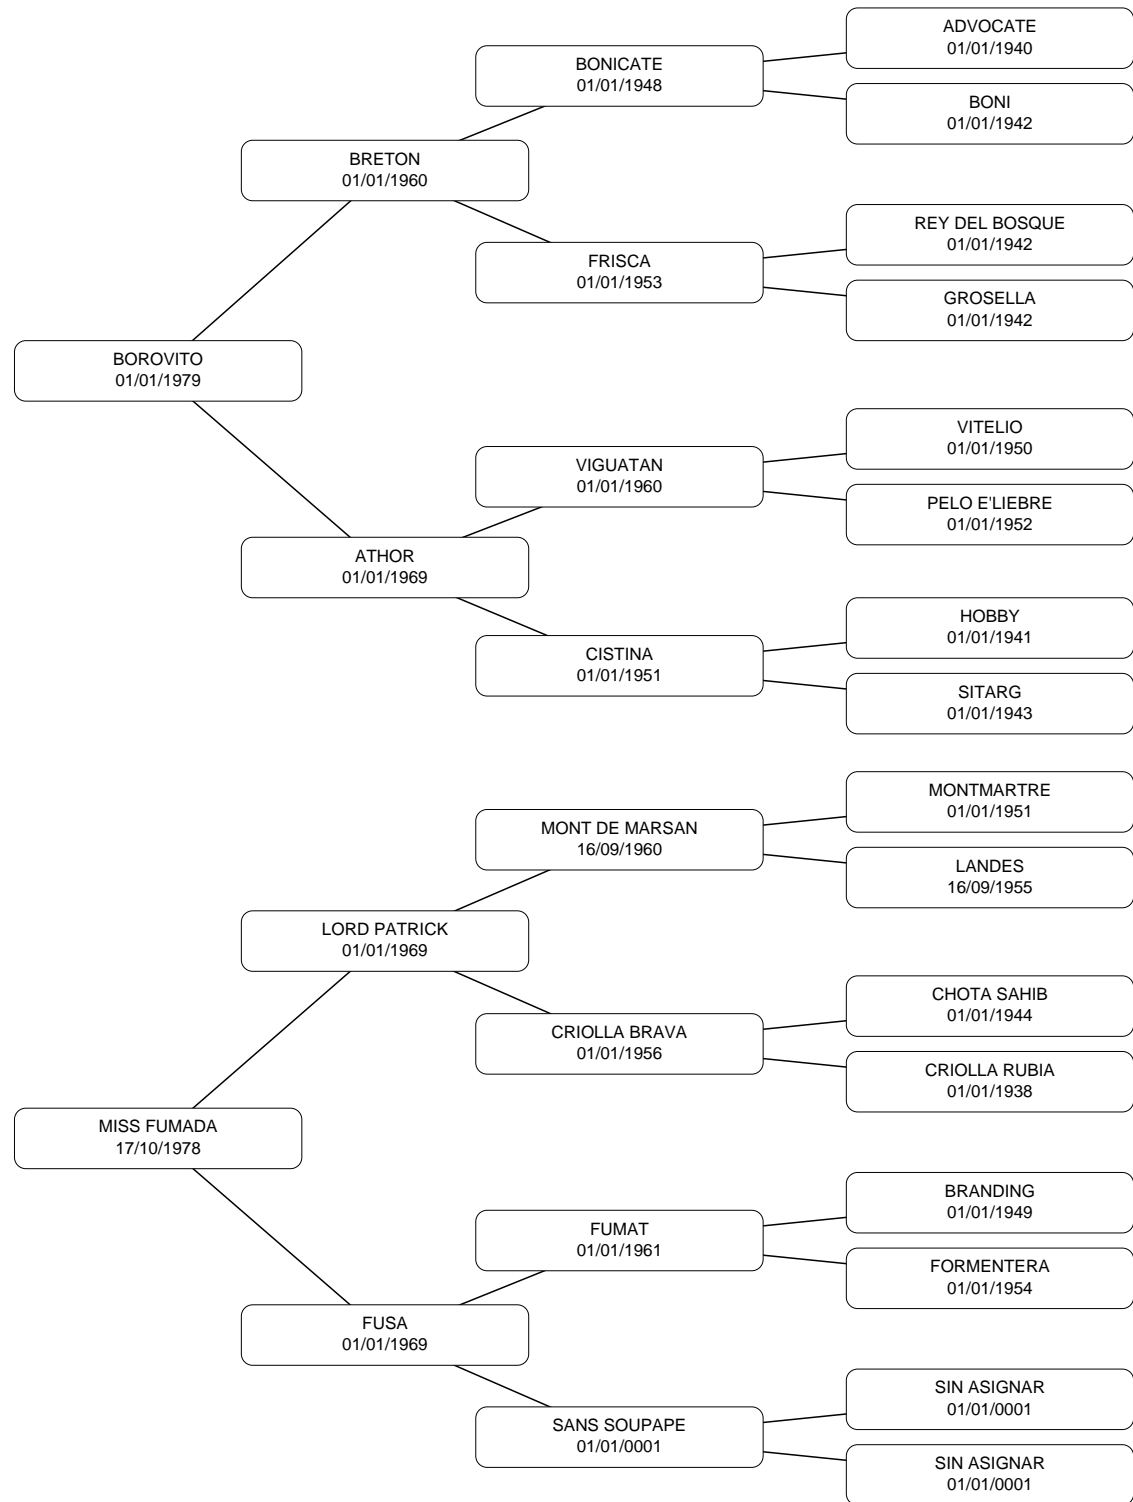 ADVOCATE
01/01/1940
BONICATE
01/01/1948
BONI
01/01/1942
BRETON
01/01/1960
REY DEL BOSQUE
01/01/1942
FRISCA
01/01/1953
GROSELLA
01/01/1942
BOROVITO
01/01/1979
VITELIO
01/01/1950
VIGUATAN
01/01/1960
PELO E'LIEBRE
01/01/1952
ATHOR
01/01/1969
HOBBY
01/01/1941
CISTINA
01/01/1951
SITARG
01/01/1943
MONTMARTRE
01/01/1951
MONT DE MARSAN
16/09/1960
LANDES
16/09/1955
LORD PATRICK
01/01/1969
CHOTA SAHIB
01/01/1944
CRIOLLA BRAVA
01/01/1956
CRIOLLA RUBIA
01/01/1938
MISS FUMADA
17/10/1978
BRANDING
01/01/1949
FUMAT
01/01/1961
FORMENTERA
01/01/1954
FUSA
01/01/1969
SIN ASIGNAR
01/01/0001
SANS SOUPAPE
01/01/0001
SIN ASIGNAR
01/01/0001